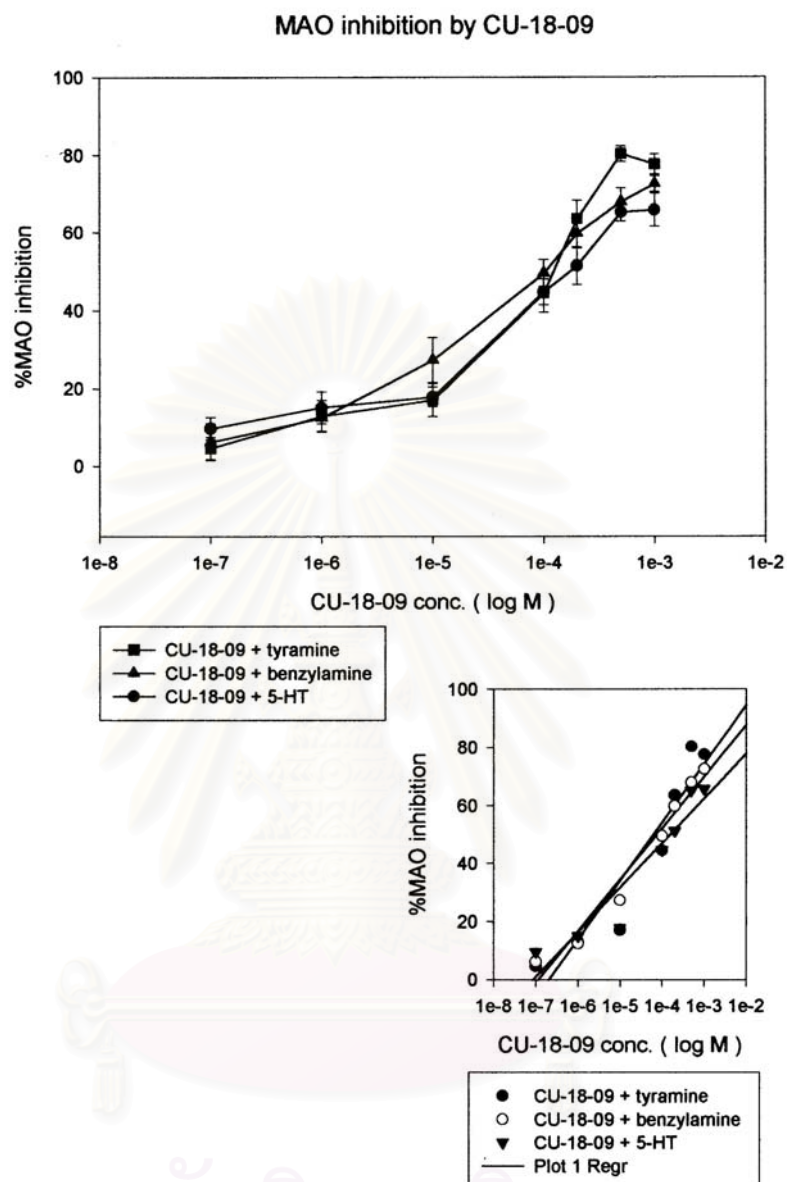 MAO inhibition by CU-18-09
100
80
60
40
20
0
%MAO inhibition
1e-8 1e-7 1e-6 1e-5 1e-4 1e-3 1e-2
CU-18-09 conc. ( log M )
CU-18-09 + tyramine
CU-18-09 + benzylamine
CU-18-09 + 5-HT
100
80
60
40
20
0
%MAO inhibition
1e-8 1e-7 1e-6 1e-5 1e-4 1e-3 1e-2
CU-18-09 conc. ( log M )
CU-18-09 + tyramine
CU-18-09 + benzylamine
CU-18-09 + 5-HT
Plot 1 Regr